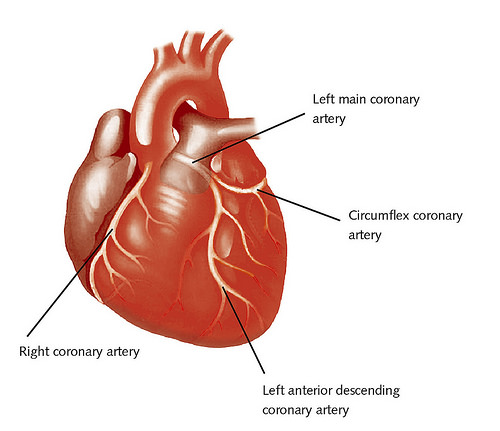 Left main coronary
artery
Circumflex coronary
artery
Right coronary artery
Left anterior descending
coronary artery